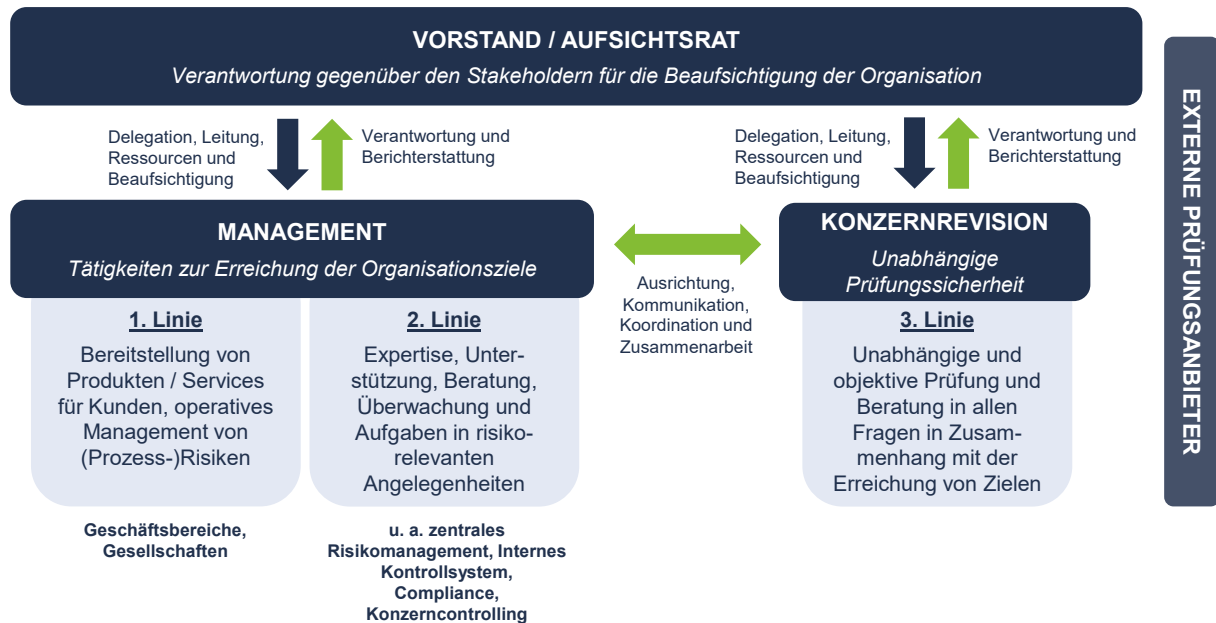 VORSTAND / AUFSICHTSRAT
Verantwortung gegenüber den Stakeholdern für die Beaufsichtigung der Organisation
Delegation, Leitung,
Ressourcen und
Beaufsichtigung
Verantwortung und
Berichterstattung
Delegation, Leitung,
Ressourcen und
Beaufsichtigung
Verantwortung und
Berichterstattung
MANAGEMENT
Tätigkeiten zur Erreichung der Organisationsziele
Ausrichtung,
Kommunikation,
Koordination und
Zusammenarbeit
KONZERNREVISION
Unabhängige
Prüfungssicherheit
1. Linie
Bereitstellung von
Produkten / Services
für Kunden, operatives
Management von
(Prozess-)Risiken
2. Linie
Expertise, Unter-
stützung, Beratung,
Überwachung und
Aufgaben in risiko-
relevanten
Angelegenheiten
3. Linie
Unabhängige und
objektive Prüfung und
Beratung in allen
Fragen in Zusam-
menhang mit der
Erreichung von Zielen
Geschäftsbereiche,
Gesellschaften
u. a. zentrales
Risikomanagement, Internes
Kontrollsystem,
Compliance,
Konzerncontrolling
EXTERNE PRÜFUNGSANBIETER